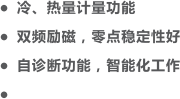 ● 冷、热量计量功能
● 双频励磁，零点稳定性好
● 自诊断功能，智能化工作
●